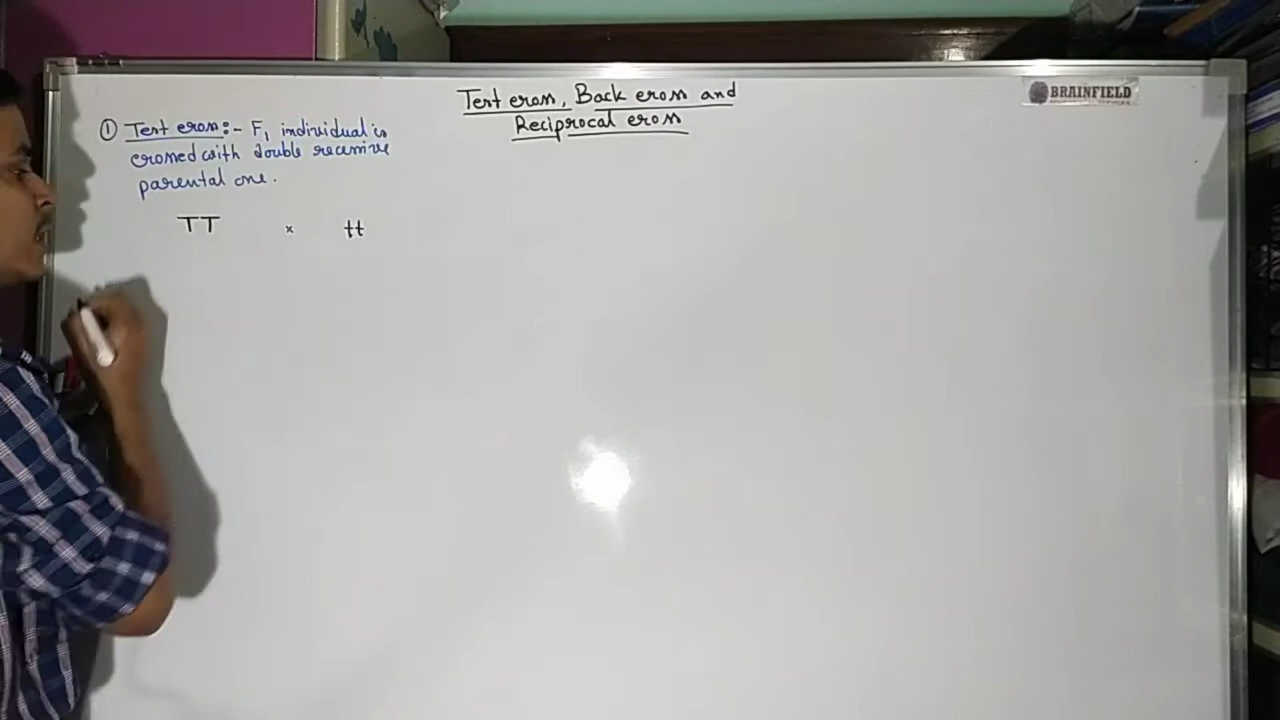 Test cross, Back cross and
Reciprocal cross
BRAINFIELD
① Test cross:- F₁ individual is
crossed with double recessive
parental one.
TT × tt